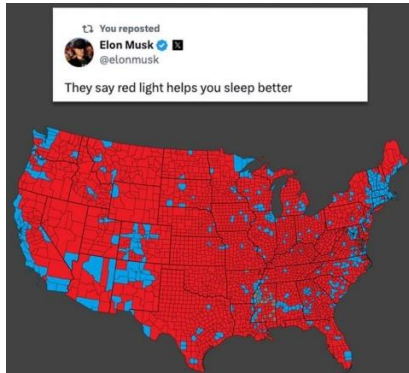 You reposted
Elon Musk
@elonmusk
They say red light helps you sleep better